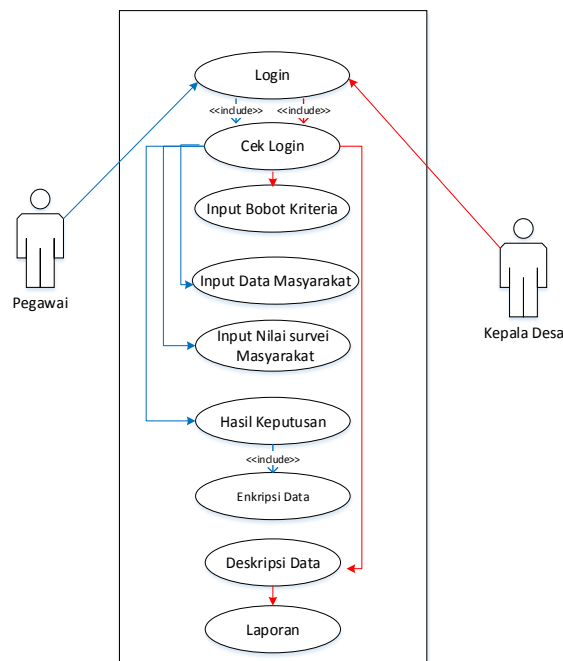 Login
<<include>>
<<include>>
Cek Login
Input Bobot Kriteria
Pegawai
Input Data Masyarakat
Kepala Desa
Input Nilai survei
Masyarakat
Hasil Keputusan
<<include>>
Enkripsi Data
Deskripsi Data
Laporan